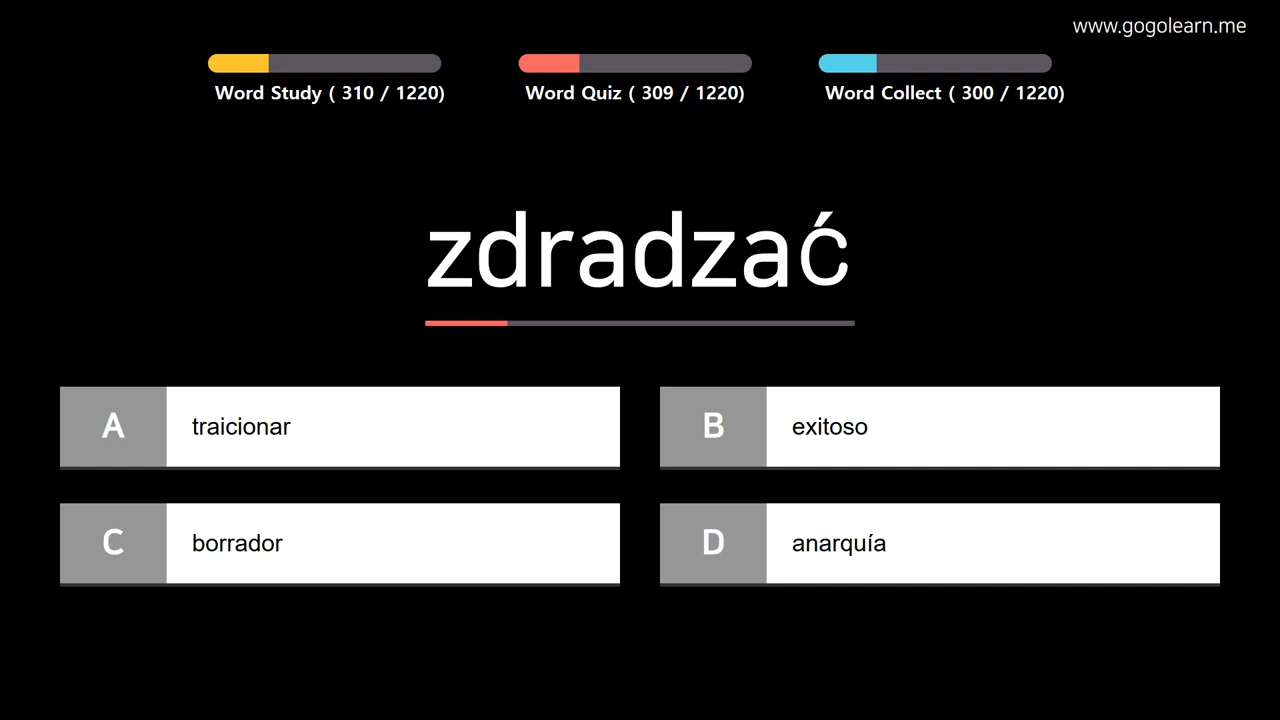 www.gogolearn.me
Word Study ( 310 / 1220)
Word Quiz ( 309 / 1220)
Word Collect ( 300 / 1220)
zdradzać
A traicionar
B exitoso
C borrador
D anarquía